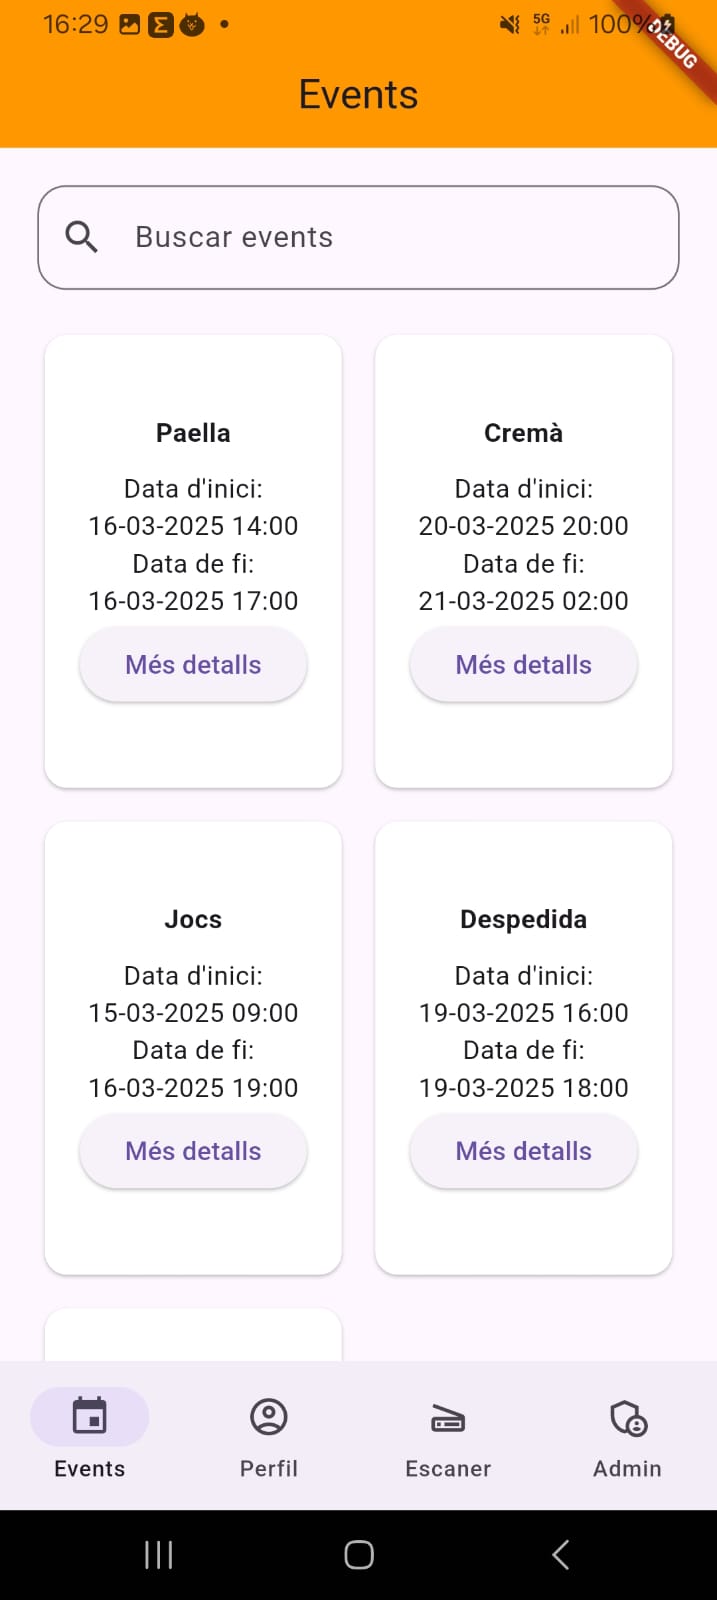 16:29
5G
100%
DEBUG
Events
Buscar events
Paella
Data d'inici:
16-03-2025 14:00
Data de fi:
16-03-2025 17:00
Més detalls
Cremà
Data d'inici:
20-03-2025 20:00
Data de fi:
21-03-2025 02:00
Més detalls
Jocs
Data d'inici:
15-03-2025 09:00
Data de fi:
16-03-2025 19:00
Més detalls
Despedida
Data d'inici:
19-03-2025 16:00
Data de fi:
19-03-2025 18:00
Més detalls
Events
Perfil
Escaner
Admin